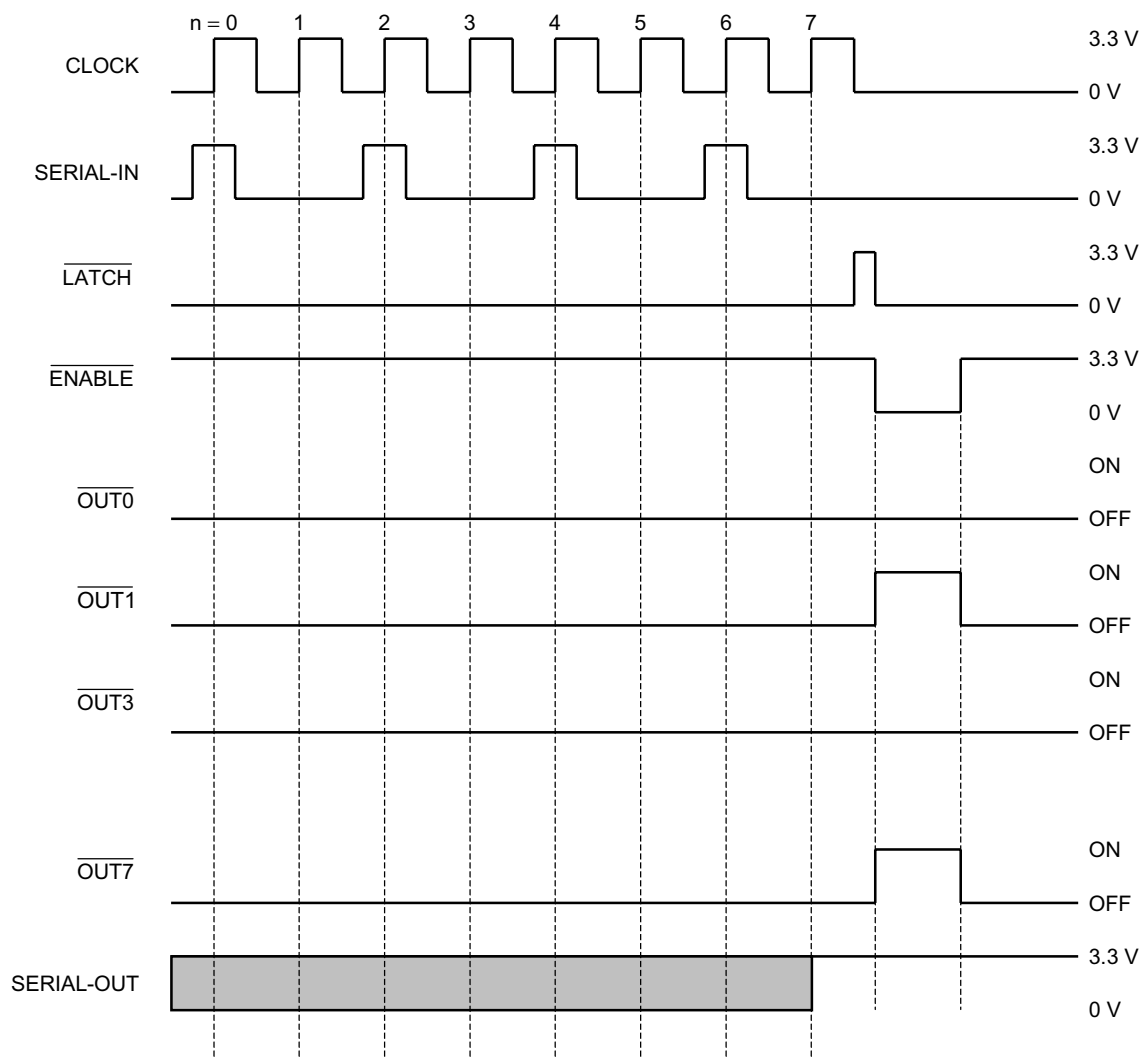 n = 0 1 2 3 4 5 6 7
CLOCK
3.3 V
0 V
SERIAL-IN
3.3 V
0 V
LATCH
3.3 V
0 V
ENABLE
3.3 V
0 V
OUT0
ON
OFF
OUT1
ON
OFF
OUT3
ON
OFF
OUT7
ON
OFF
SERIAL-OUT
3.3 V
0 V